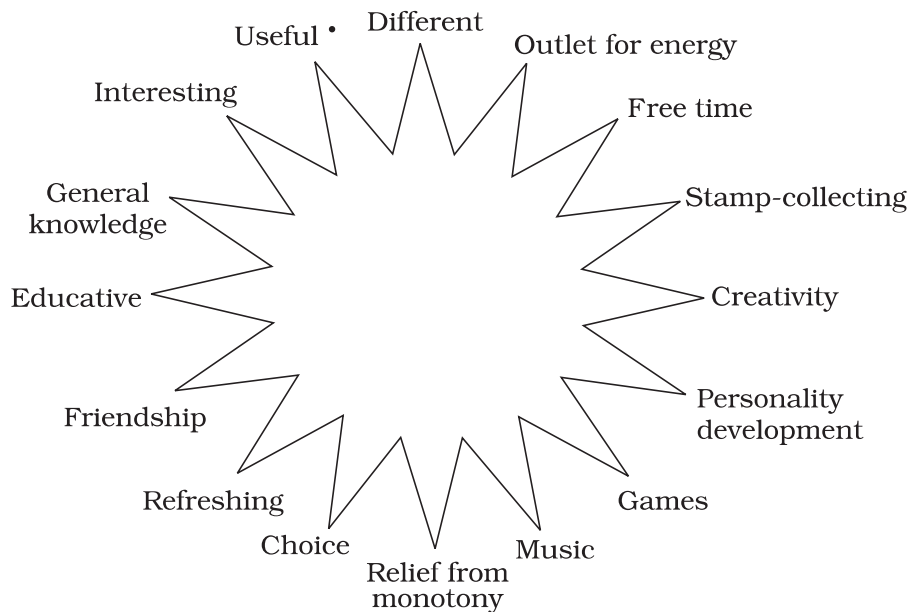 Different
Useful
Outlet for energy
Interesting
Free time
General
knowledge
Stamp-collecting
Educative
Creativity
Personality
development
Friendship
Refreshing
Games
Choice
Music
Relief from
monotony